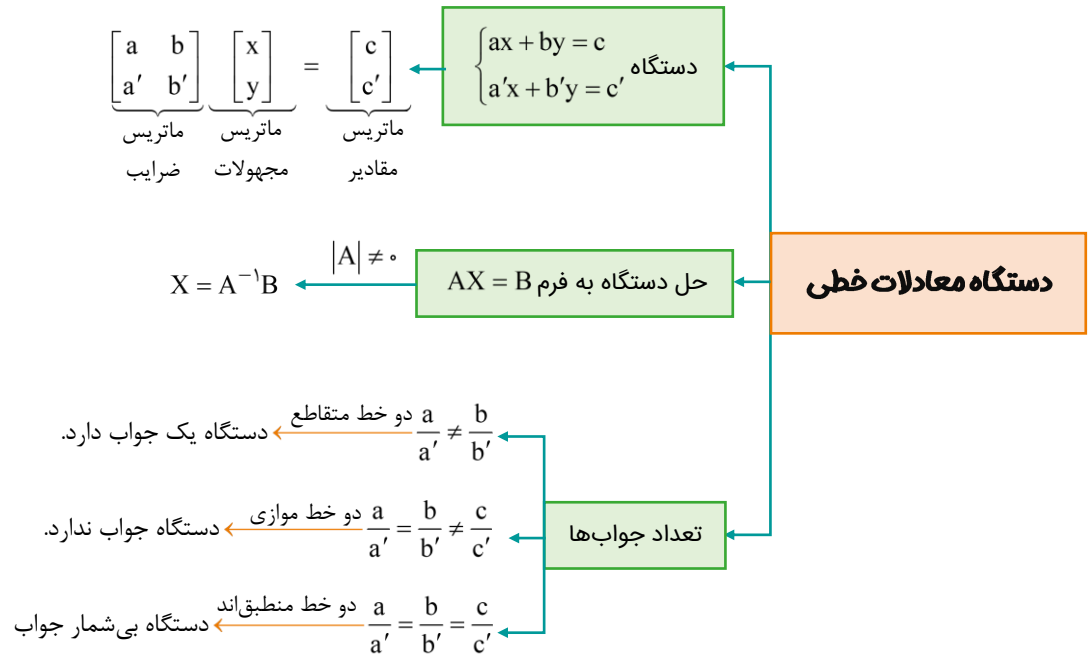 دستگاه معادلات خطی
دستگاه {ax + by = c
a′x + b′y = c′
[a b] [x] = [c]
[a′ b′] [y] [c′]
ماتریس ماتریس ماتریس
ضرایب مجهولات مقادیر
حل دستگاه به فرم AX = B
|A| ≠ ۰
X = A⁻¹B
تعداد جواب‌ها
a/a′ ≠ b/b′ دو خط متقاطع دستگاه یک جواب دارد.
a/a′ = b/b′ ≠ c/c′ دو خط موازی دستگاه جواب ندارد.
a/a′ = b/b′ = c/c′ دو خط منطبق‌اند دستگاه بی‌شمار جواب